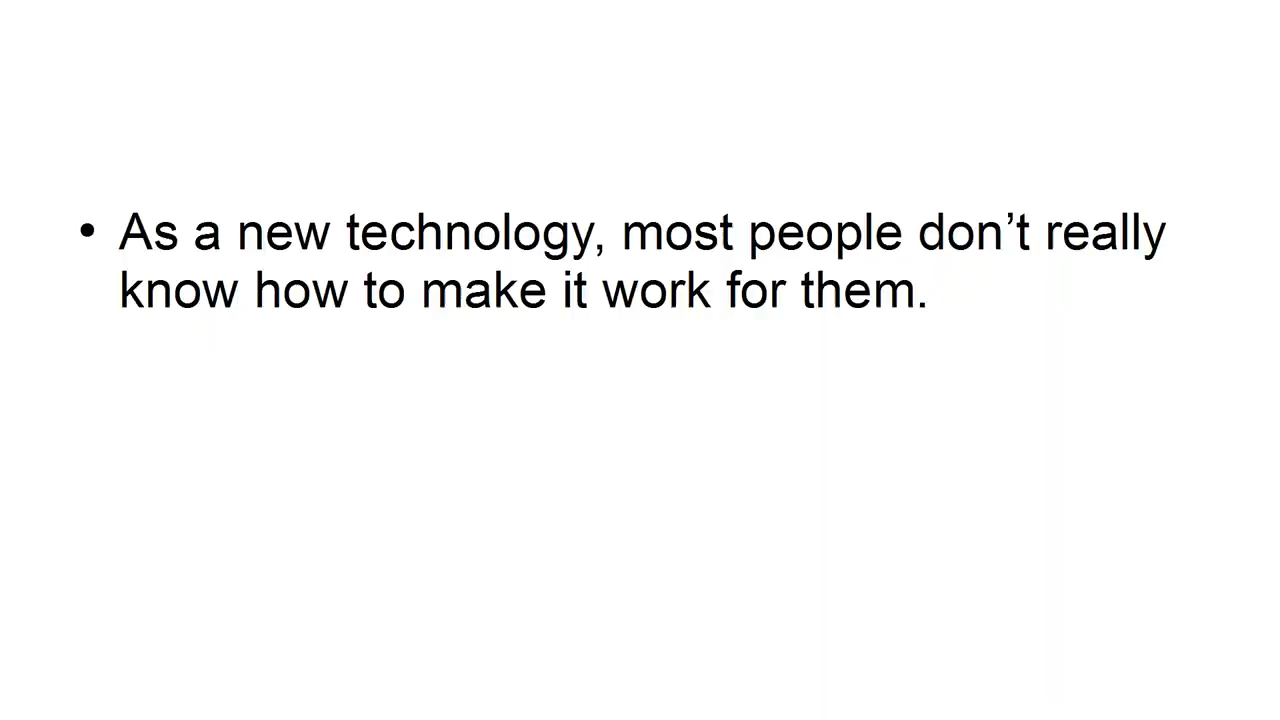 • As a new technology, most people don’t really
know how to make it work for them.